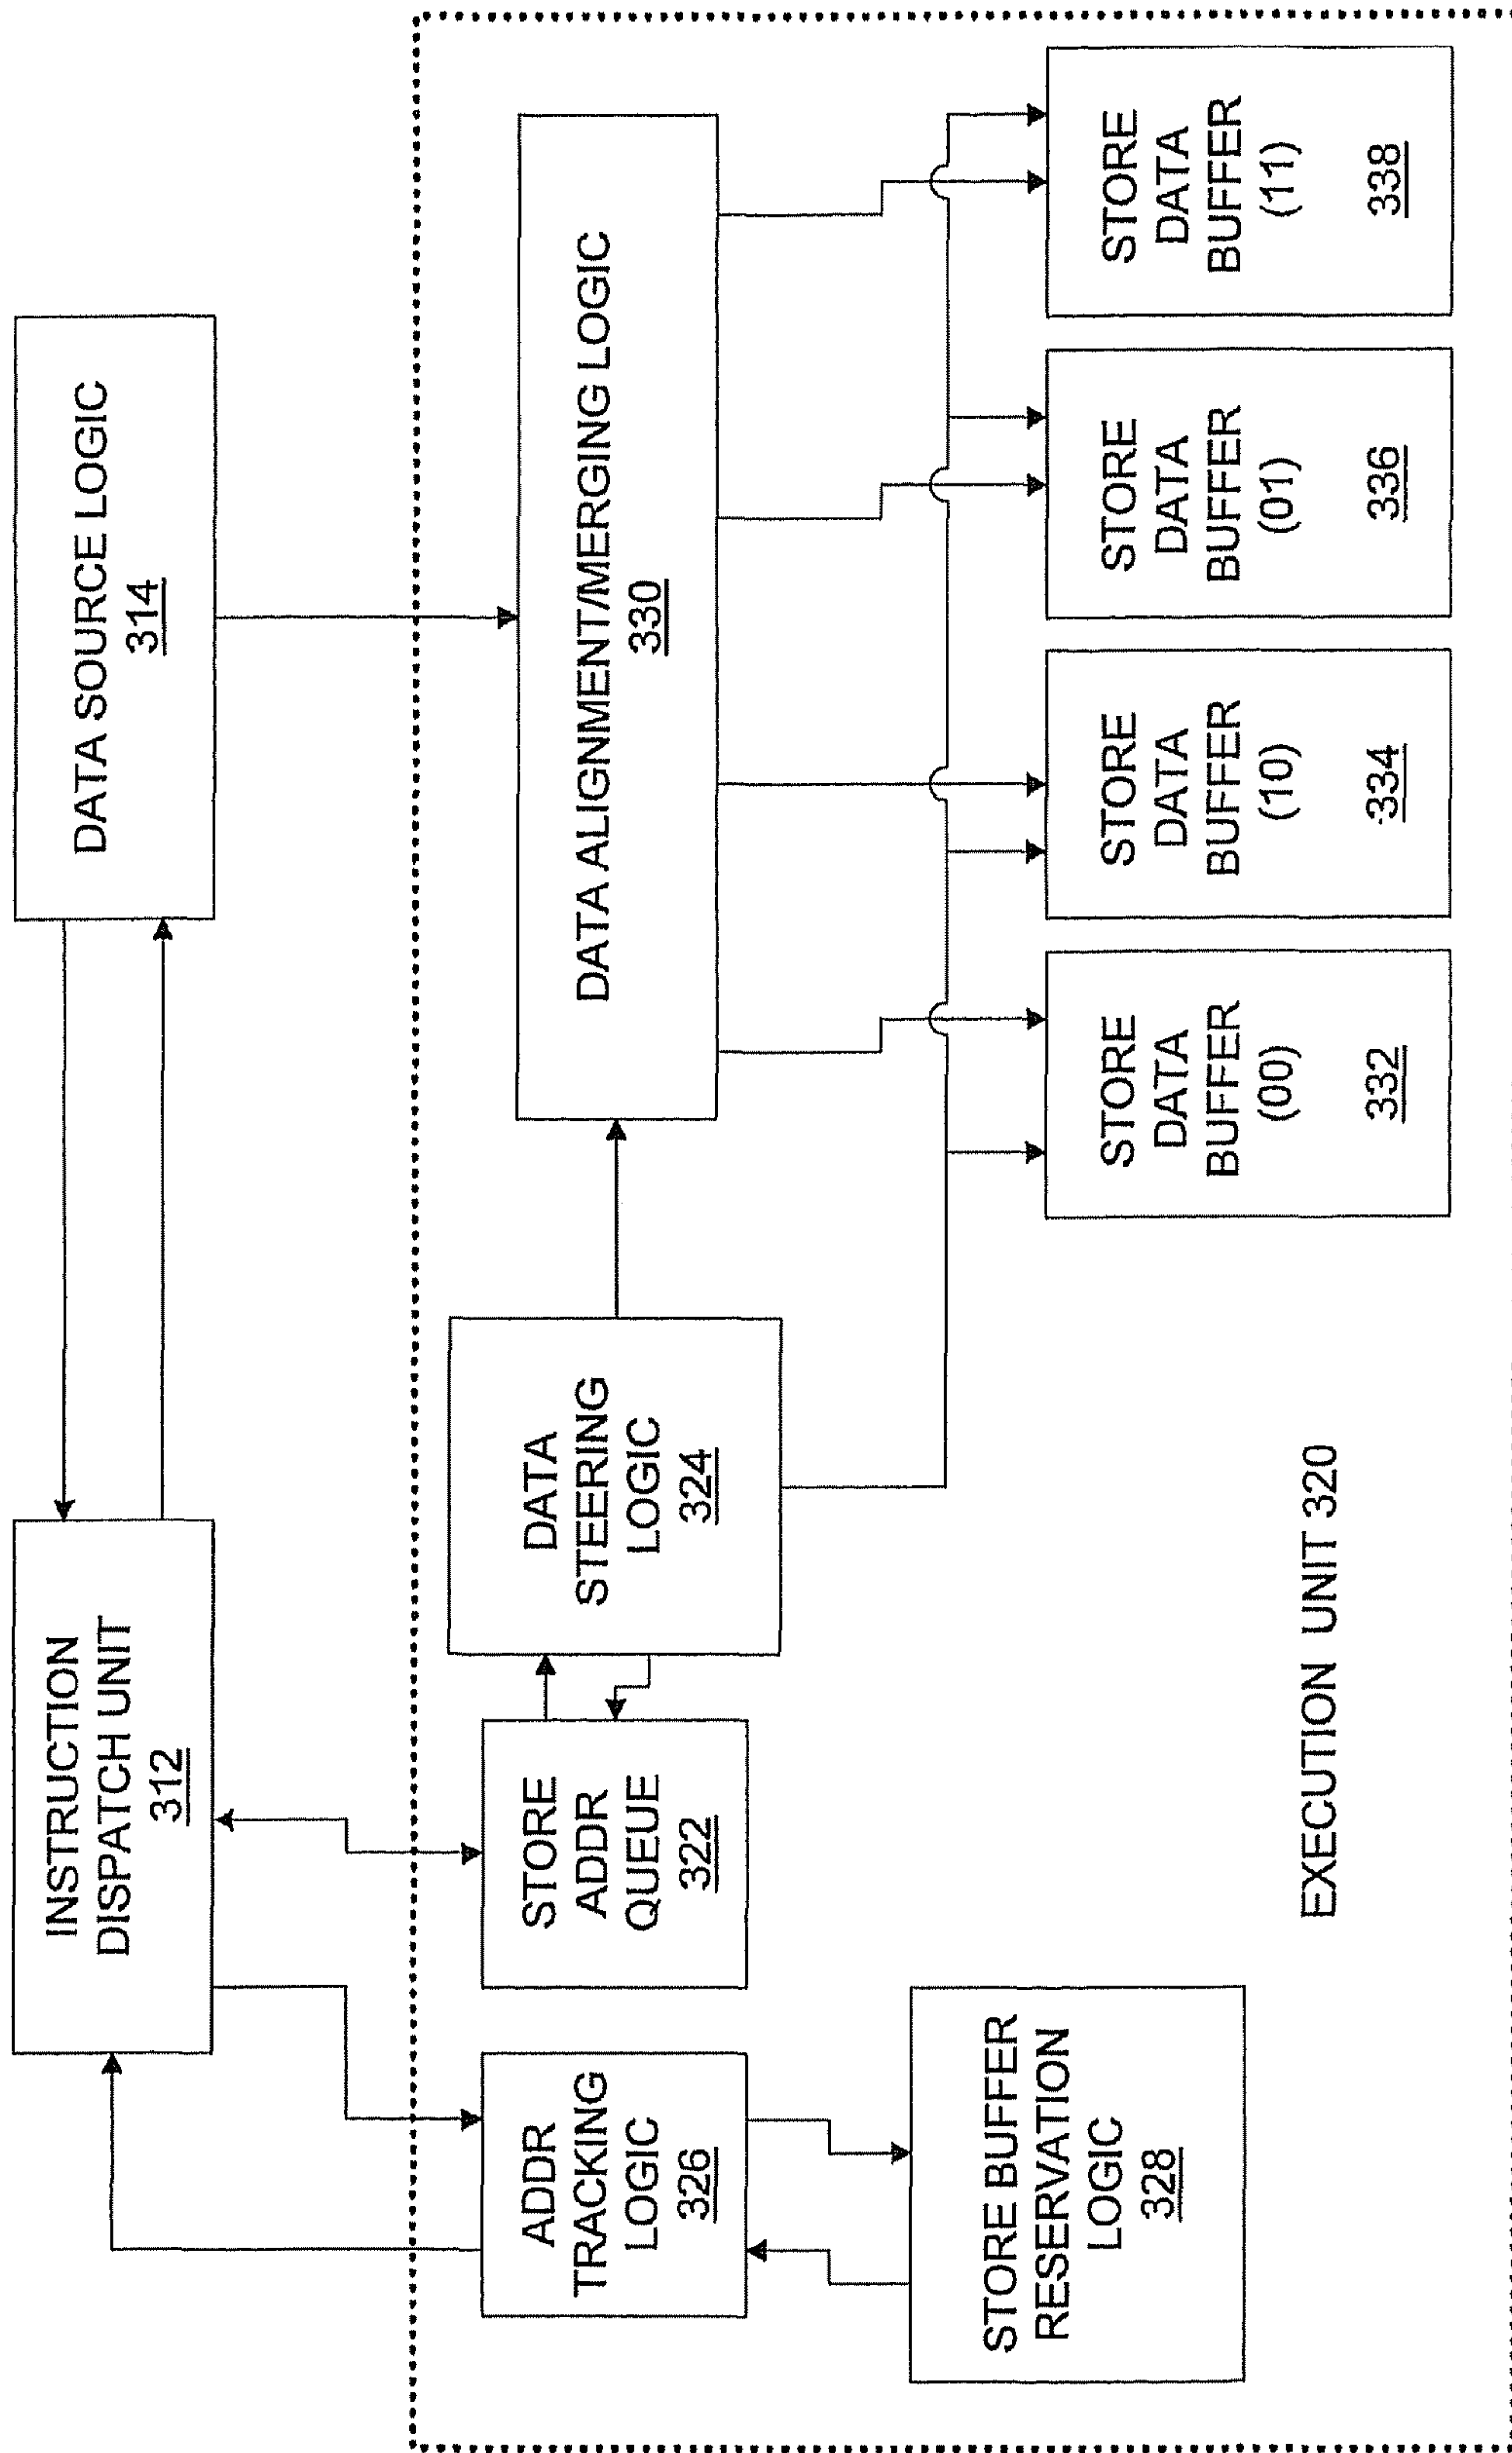 INSTRUCTION
DISPATCH UNIT
312
DATA SOURCE LOGIC
314
ADDR
TRACKING
LOGIC
326
STORE
ADDR
QUEUE
322
DATA
STEERING
LOGIC
324
DATA ALIGNMENT/MERGING LOGIC
330
STORE BUFFER
RESERVATION
LOGIC
328
STORE
DATA
BUFFER
(00)
332
STORE
DATA
BUFFER
(10)
334
STORE
DATA
BUFFER
(01)
336
STORE
DATA
BUFFER
(11)
338
EXECUTION UNIT 320